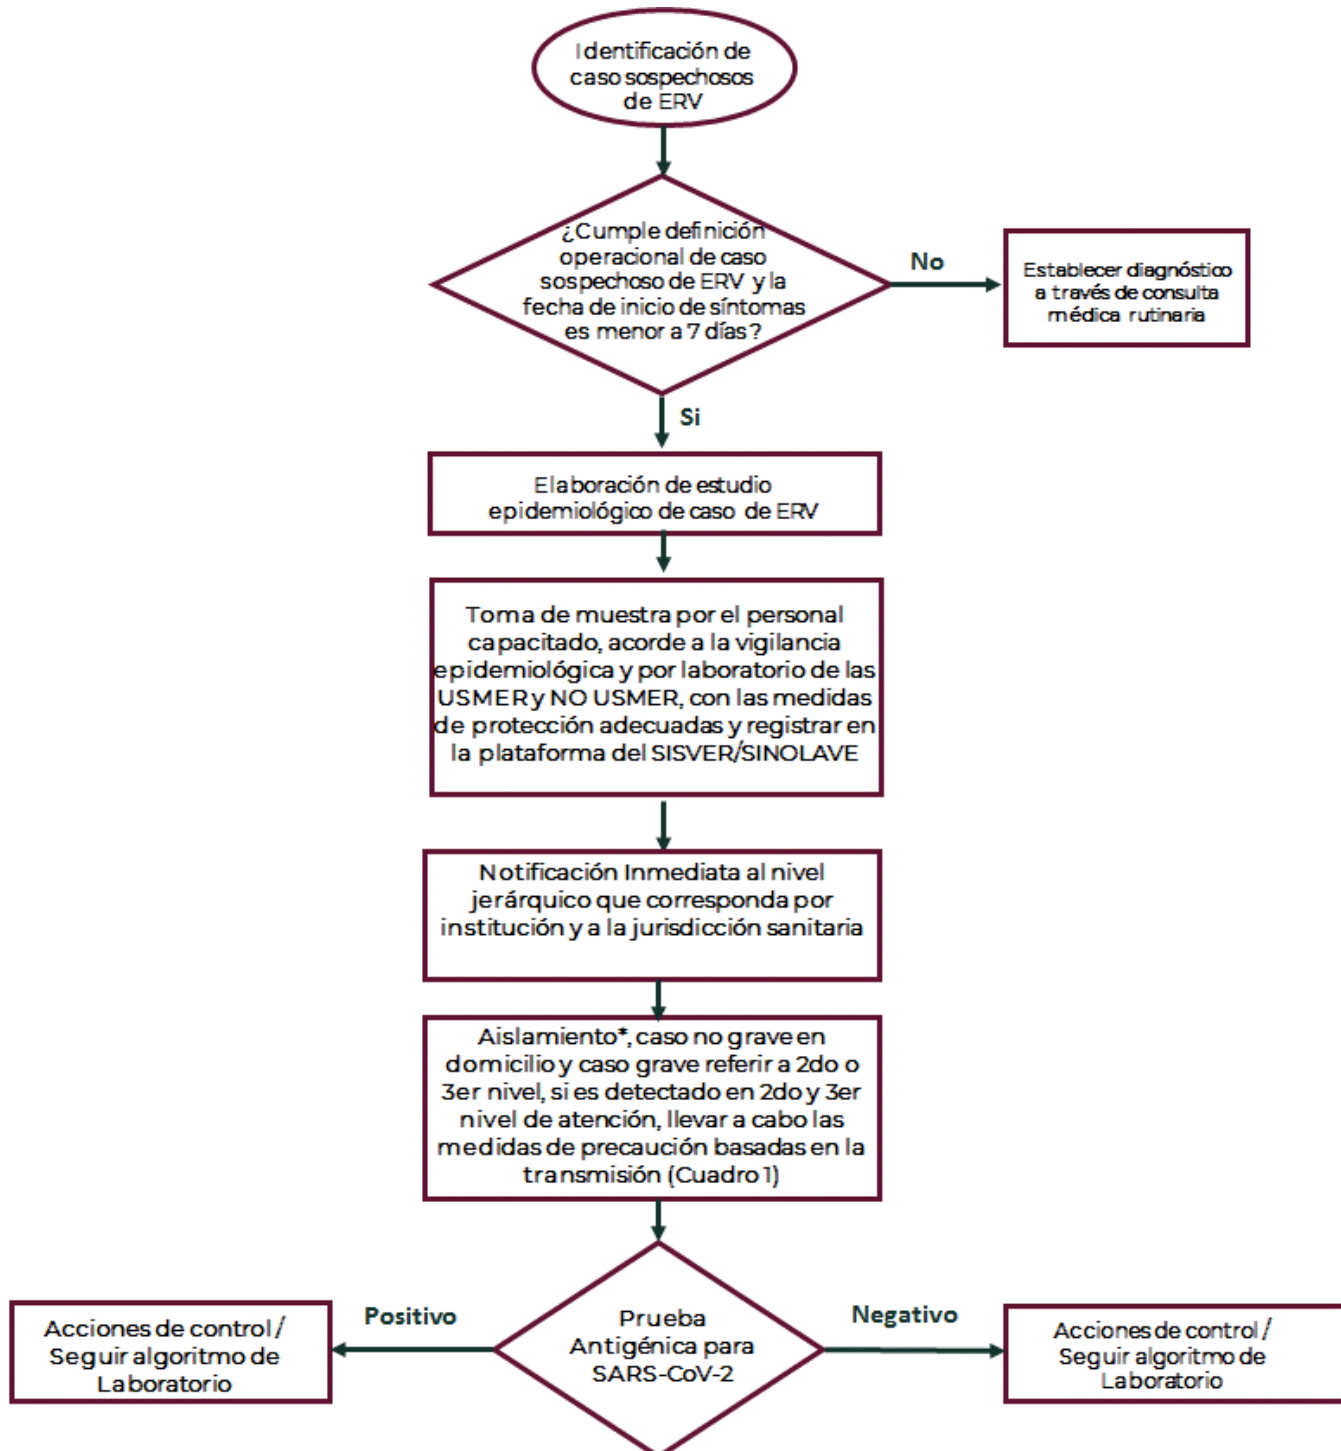 Identificación de
caso sospechosos
de ERV
¿Cumple definición
operacional de caso
sospechoso de ERV y la
fecha de inicio de síntomas
es menor a 7 días?
No
Establecer diagnóstico
a través de consulta
médica rutinaria
Si
Elaboración de estudio
epidemiológico de caso de ERV
Toma de muestra por el personal
capacitado, acorde a la vigilancia
epidemiológica y por laboratorio de las
USMER y NO USMER, con las medidas
de protección adecuadas y registrar en
la plataforma del SISVER/SINOLAVE
Notificación Inmediata al nivel
jerárquico que corresponda por
institución y a la jurisdicción sanitaria
Aislamiento*, caso no grave en
domicilio y caso grave referir a 2do o
3er nivel, si es detectado en 2do y 3er
nivel de atención, llevar a cabo las
medidas de precaución basadas en la
transmisión (Cuadro 1)
Positivo
Acciones de control /
Seguir algoritmo de
Laboratorio
Prueba
Antigénica para
SARS-CoV-2
Negativo
Acciones de control /
Seguir algoritmo de
Laboratorio